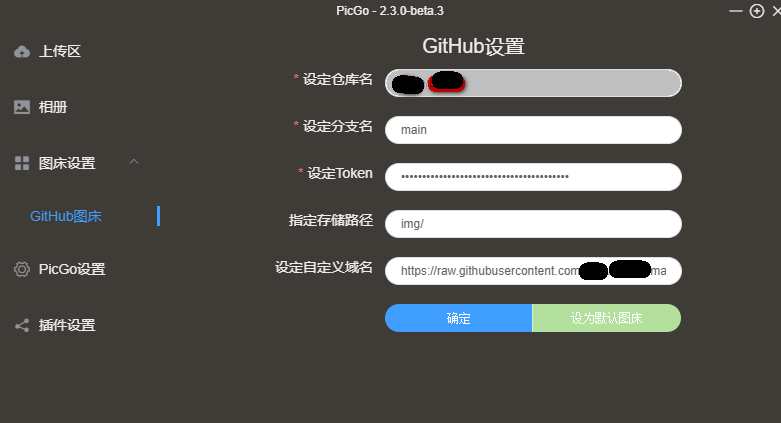 PicGo - 2.3.0-beta.3
上传区
相册
图床设置
GitHub图床
PicGo设置
插件设置
GitHub设置
* 设定仓库名
* 设定分支名
main
* 设定Token
••••••••••••••••••••••••••••••••••••••••
指定存储路径
img/
设定自定义域名
https://raw.githubusercontent.com ma
确定
设为默认图床